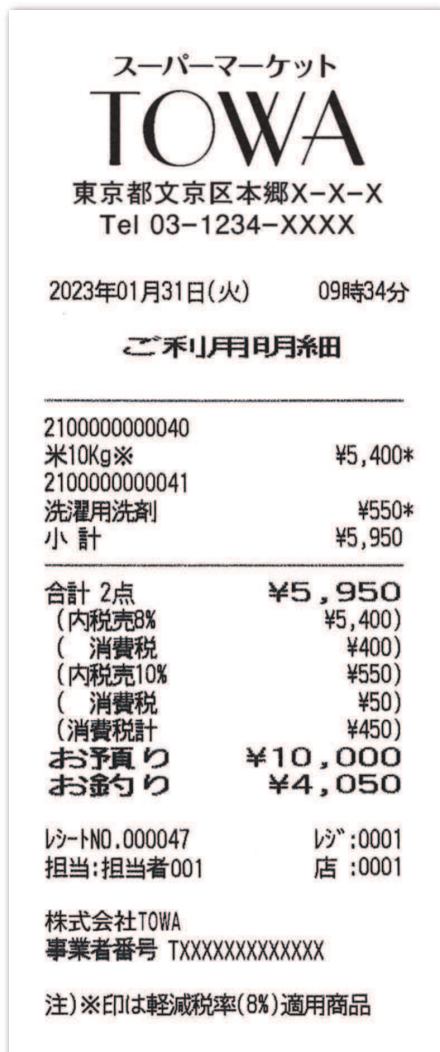 スーパーマーケット
TOWA
東京都文京区本郷X-X-X
Tel 03-1234-XXXX
2023年01月31日(火) 09時34分
ご利用明細
2100000000040
米10Kg※ ¥5,400*
2100000000041
洗濯用洗剤 ¥550*
小 計 ¥5,950
合計 2点 ¥5,950
(内税売8% ¥5,400)
( 消費税 ¥400)
(内税売10% ¥550)
( 消費税 ¥50)
(消費税計 ¥450)
お預り ¥10,000
お釣り ¥4,050
レシートNO.000047 レジ:0001
担当:担当者001 店 :0001
株式会社TOWA
事業者番号 TXXXXXXXXXXXXX
注)※印は軽減税率(8%)適用商品